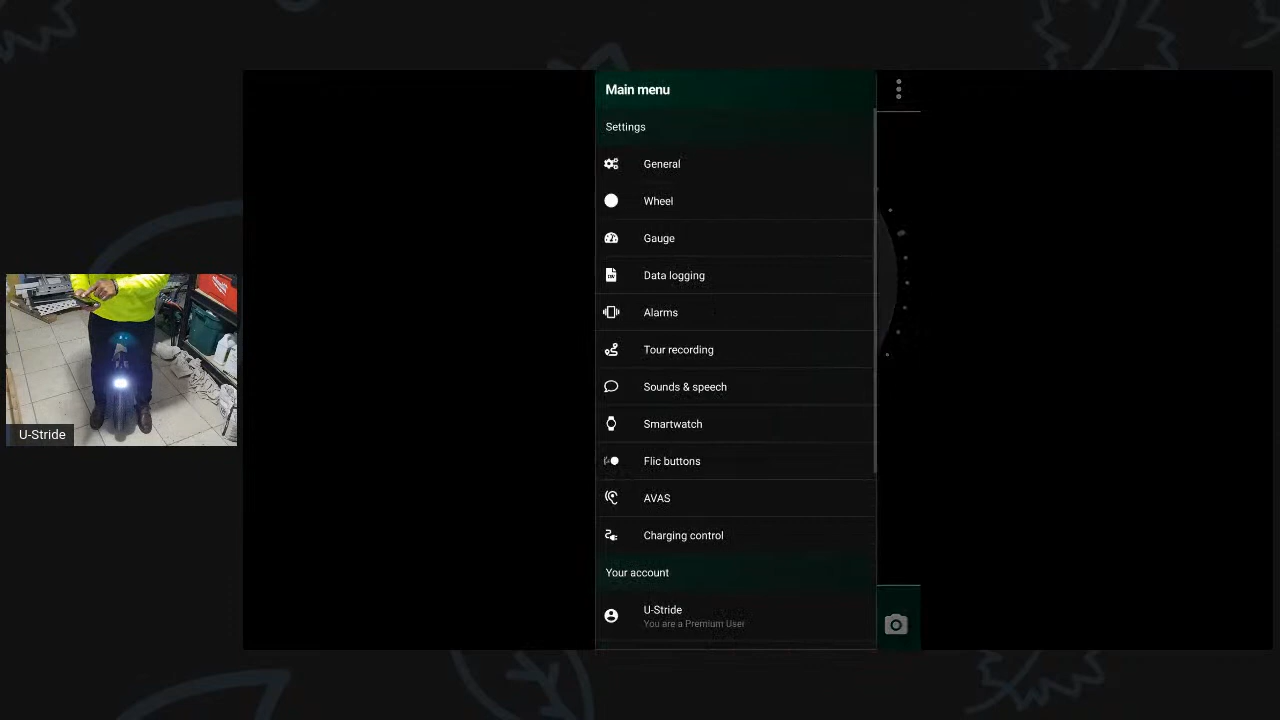 Main menu
Settings
General
Wheel
Gauge
Data logging
Alarms
Tour recording
Sounds & speech
Smartwatch
Flic buttons
AVAS
Charging control
Your account
U-Stride
You are a Premium User
U-Stride